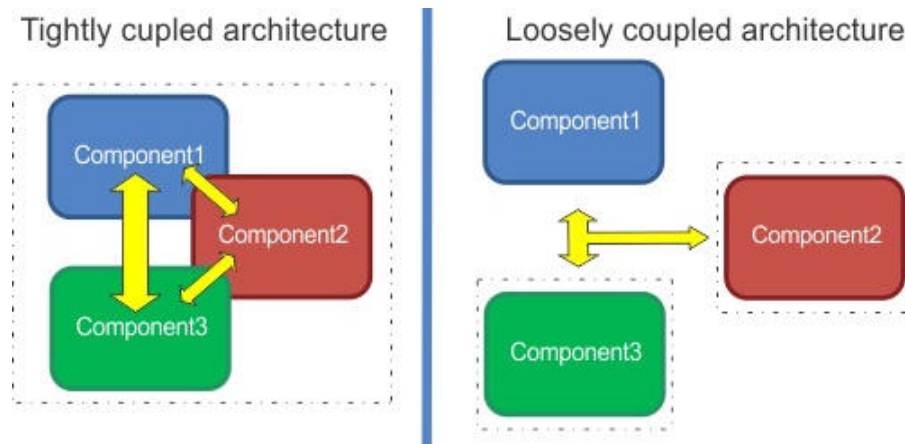 Tightly cupled architecture
Component1
Component2
Component3
Loosely coupled architecture
Component1
Component2
Component3